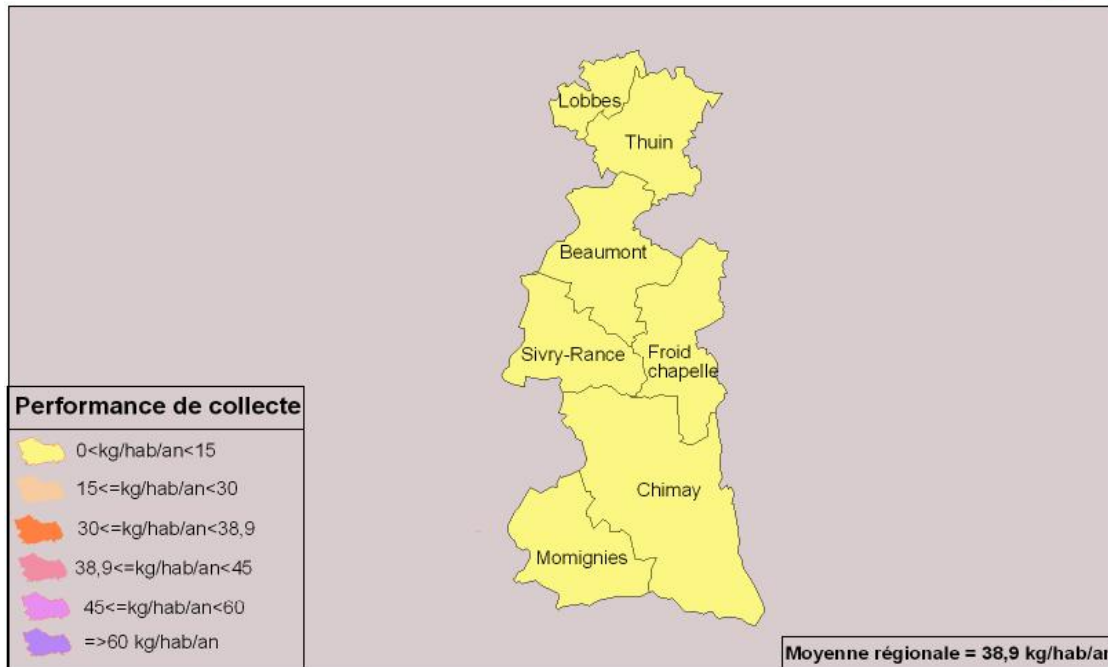 Lobbes
Thuin
Beaumont
Sivry-Rance
Froid
chapelle
Chimay
Momignies
Performance de collecte
0<kg/hab/an<15
15<=kg/hab/an<30
30<=kg/hab/an<38,9
38,9<=kg/hab/an<45
45<=kg/hab/an<60
=>60 kg/hab/an
Moyenne régionale = 38,9 kg/hab/an